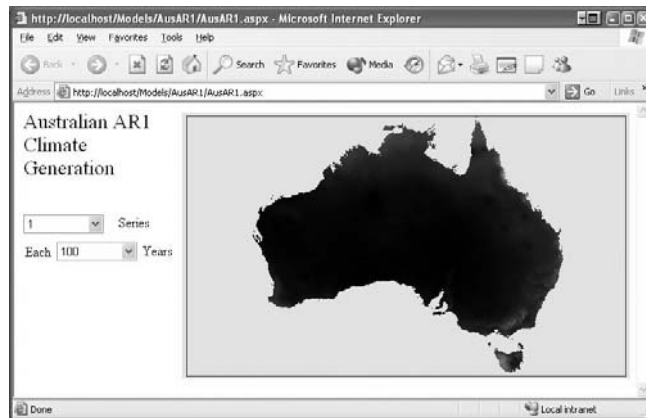 http://localhost/Models/AusAR1/AusAR1.aspx - Microsoft Internet Explorer
File Edit View Favorites Tools Help
Back Search Favorites Media
Address http://localhost/Models/AusAR1/AusAR1.aspx Go Links
Australian AR1
Climate
Generation
1 Series
Each 100 Years
Done Local intranet